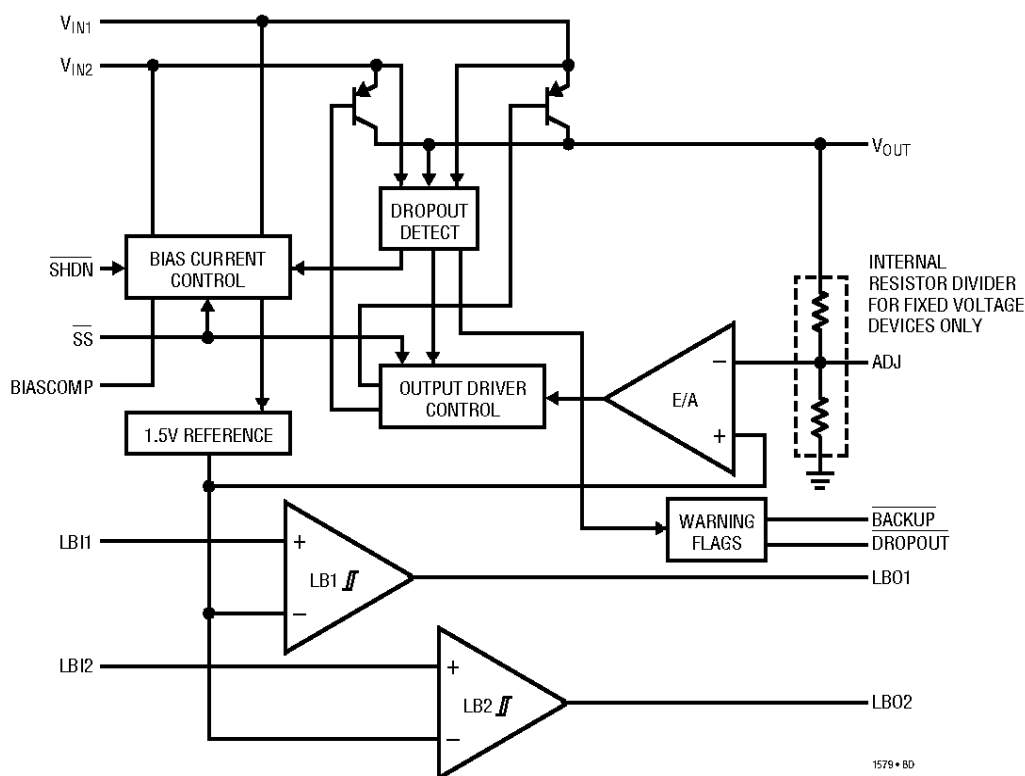 VIN1
VIN2
VOUT
DROPOUT
DETECT
SHDN
BIAS CURRENT
CONTROL
INTERNAL
RESISTOR DIVIDER
FOR FIXED VOLTAGE
DEVICES ONLY
SS
BIASCOMP
OUTPUT DRIVER
CONTROL
E/A
−
+
ADJ
1.5V REFERENCE
WARNING
FLAGS
BACKUP
DROPOUT
LBI1
+
LB1
−
LBO1
LBI2
+
LB2
−
LBO2
1579 • BD